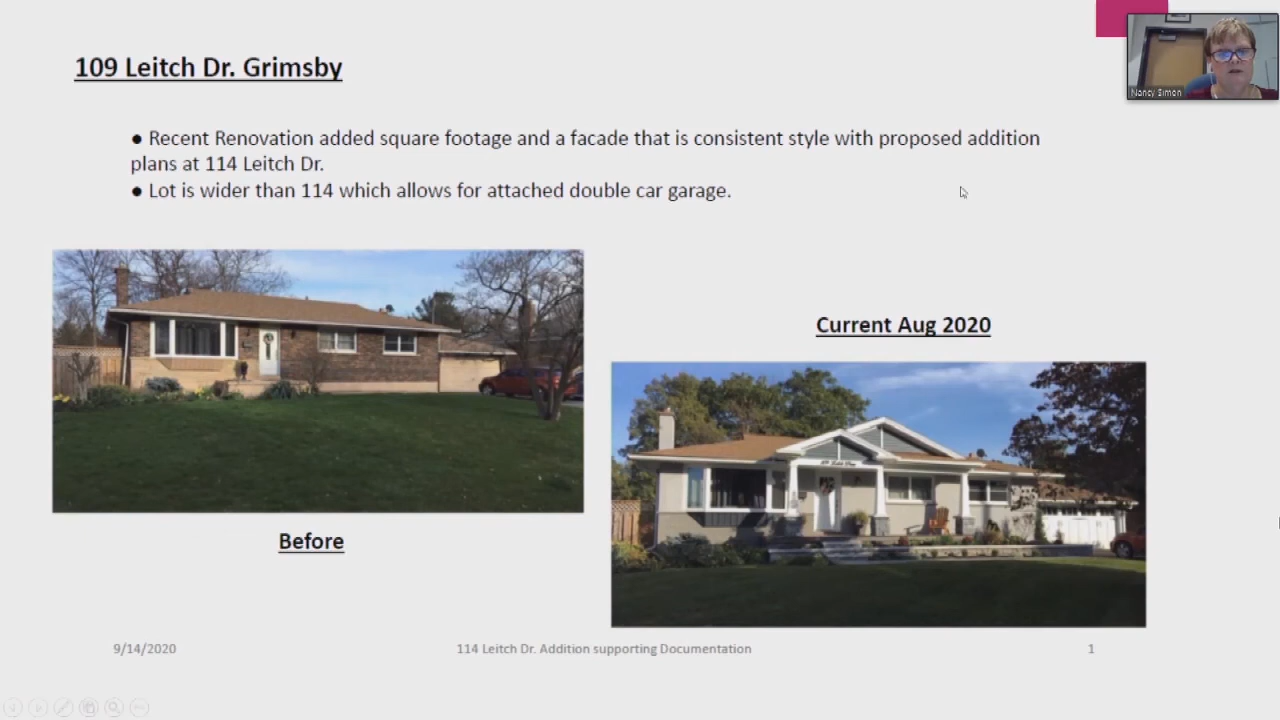 109 Leitch Dr. Grimsby
Nancy Simon
● Recent Renovation added square footage and a facade that is consistent style with proposed addition
plans at 114 Leitch Dr.
● Lot is wider than 114 which allows for attached double car garage.
Current Aug 2020
Before
9/14/2020
114 Leitch Dr. Addition supporting Documentation
1